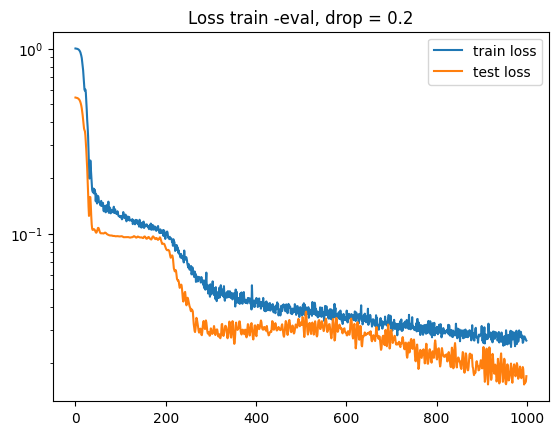 Loss train -eval, drop = 0.2
train loss
test loss
10⁰
10⁻¹
0 200 400 600 800 1000